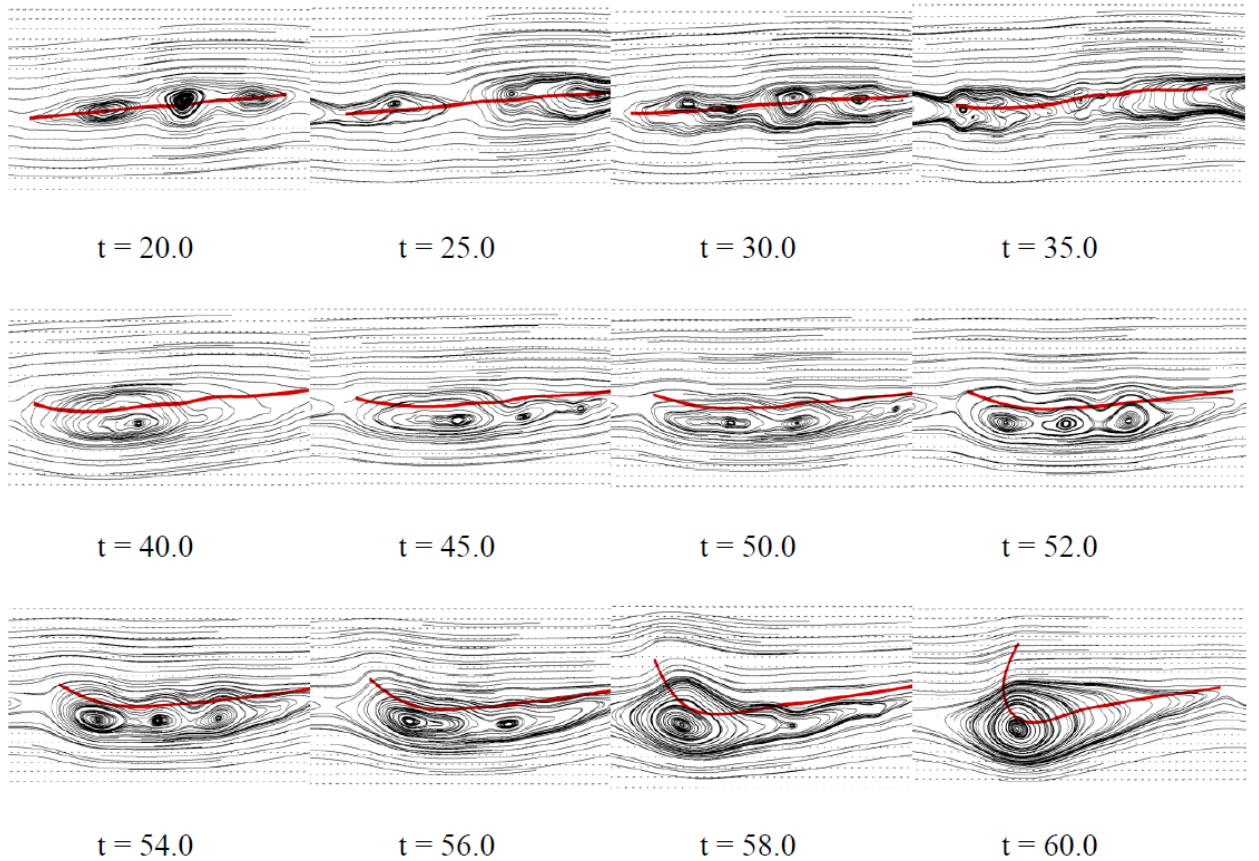 t = 20.0
t = 25.0
t = 30.0
t = 35.0
t = 40.0
t = 45.0
t = 50.0
t = 52.0
t = 54.0
t = 56.0
t = 58.0
t = 60.0